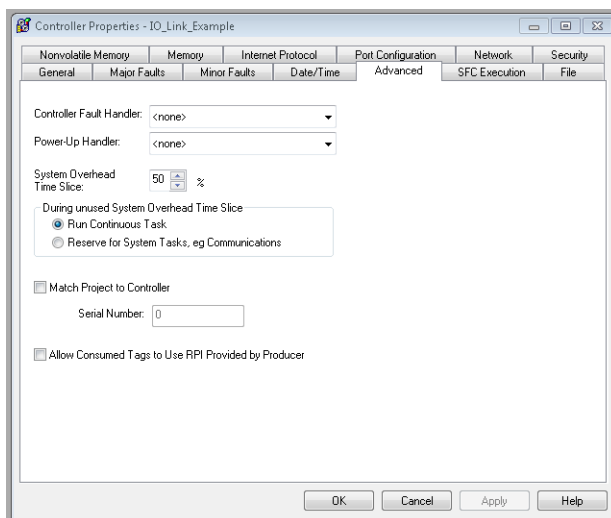 Controller Properties - IO_Link_Example
Nonvolatile Memory Memory Internet Protocol Port Configuration Network Security
General Major Faults Minor Faults Date/Time Advanced SFC Execution File
Controller Fault Handler: <none>
Power-Up Handler: <none>
System Overhead
Time Slice: 50 %
During unused System Overhead Time Slice
Run Continuous Task
Reserve for System Tasks, eg Communications
Match Project to Controller
Serial Number: 0
Allow Consumed Tags to Use RPI Provided by Producer
OK Cancel Apply Help